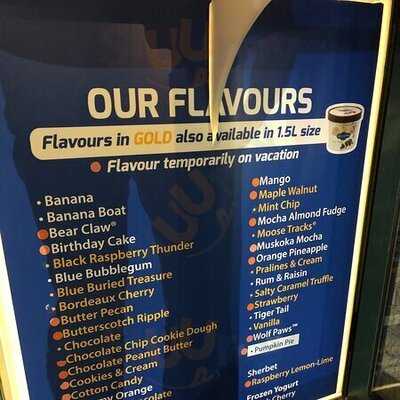 OUR FLAVOURS
Flavours in GOLD also available in 1.5L size
Flavour temporarily on vacation
Banana
Banana Boat
Bear Claw®
Birthday Cake
Black Raspberry Thunder
Blue Bubblegum
Blue Buried Treasure
Bordeaux Cherry
Butter Pecan
Butterscotch Ripple
Chocolate
Chocolate Chip Cookie Dough
Chocolate Peanut Butter
Cookies & Cream
Cotton Candy
Orange
Mango
Maple Walnut
Mint Chip
Mocha Almond Fudge
Moose Tracks®
Muskoka Mocha
Orange Pineapple
Pralines & Cream
Rum & Raisin
Salty Caramel Truffle
Strawberry
Tiger Tail
Vanilla
Wolf Paws™
Pumpkin Pie
Sherbet
Raspberry Lemon-Lime
Frozen Yogurt
Cherry